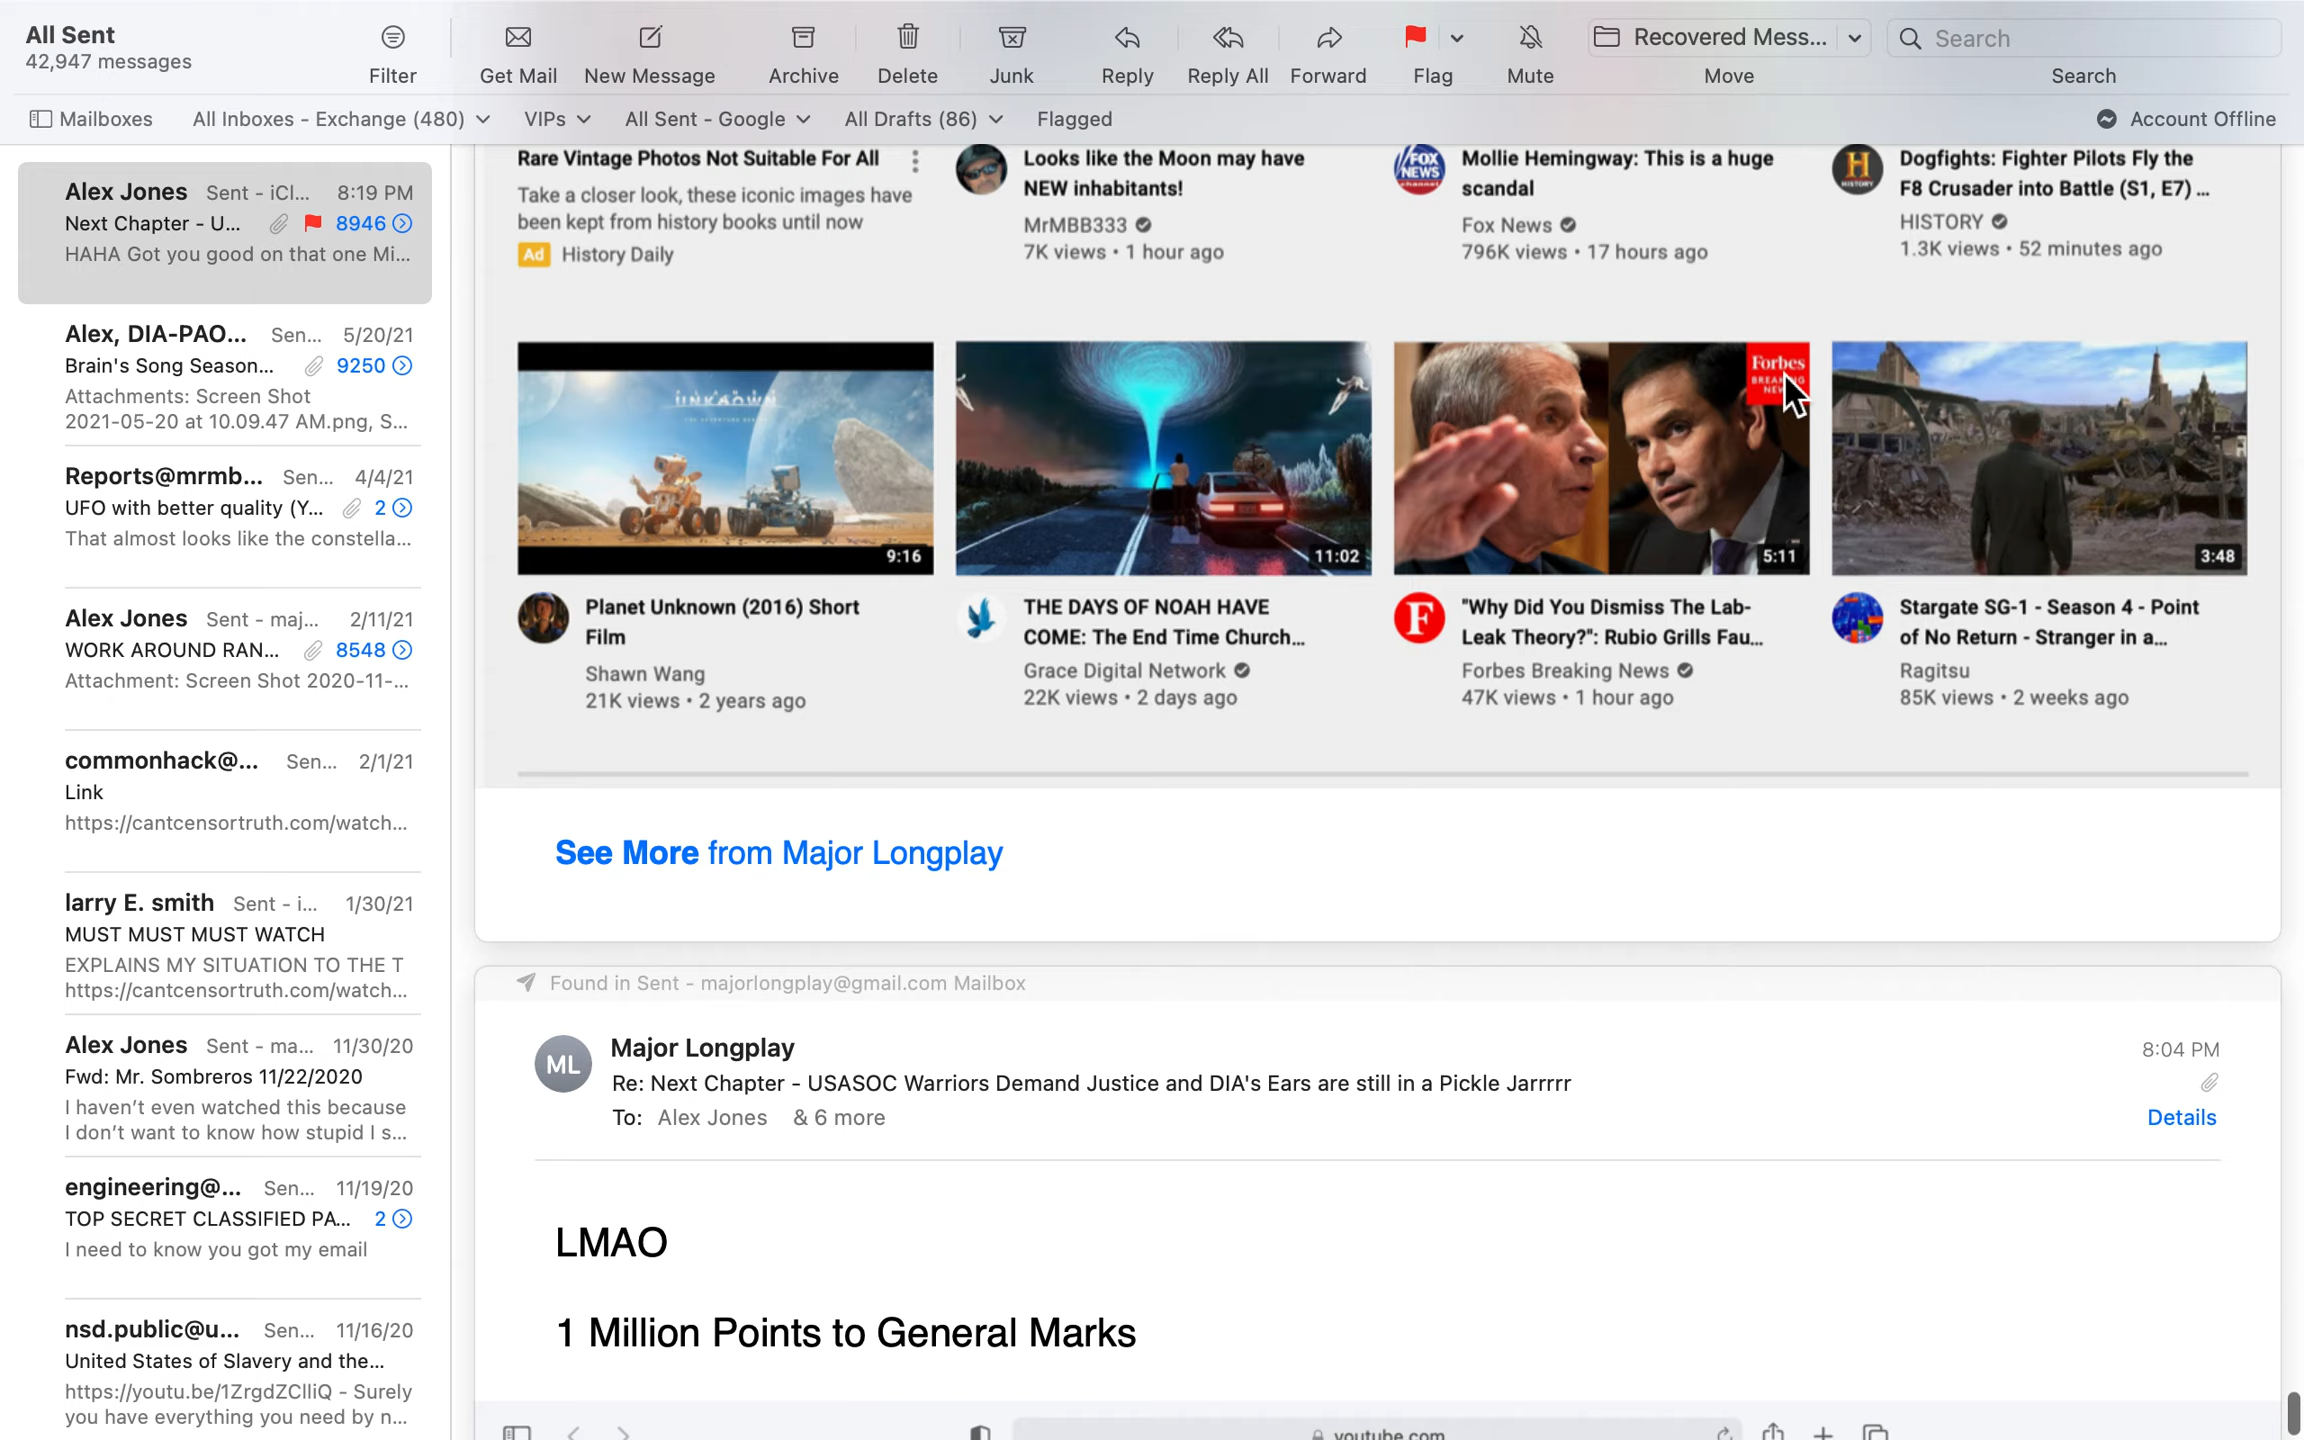 All Sent
42,947 messages
Filter
Get Mail
New Message
Archive
Delete
Junk
Reply
Reply All
Forward
Flag
Mute
Recovered Mess...
Move
Search
Search
Mailboxes
All Inboxes - Exchange (480)
VIPs
All Sent - Google
All Drafts (86)
Flagged
Account Offline
Alex Jones Sent - iCl... 8:19 PM
Next Chapter - U... 8946
HAHA Got you good on that one Mi...
Alex, DIA-PAO... Sen... 5/20/21
Brain's Song Season... 9250
Attachments: Screen Shot
2021-05-20 at 10.09.47 AM.png, S...
Reports@mrmb... Sen... 4/4/21
UFO with better quality (Y... 2
That almost looks like the constella...
Alex Jones Sent - maj... 2/11/21
WORK AROUND RAN... 8548
Attachment: Screen Shot 2020-11-...
commonhack@... Sen... 2/1/21
Link
https://cantcensortruth.com/watch...
larry E. smith Sent - i... 1/30/21
MUST MUST MUST WATCH
EXPLAINS MY SITUATION TO THE T
https://cantcensortruth.com/watch...
Alex Jones Sent - ma... 11/30/20
Fwd: Mr. Sombreros 11/22/2020
I haven't even watched this because
I don't want to know how stupid I s...
engineering@... Sen... 11/19/20
TOP SECRET CLASSIFIED PA... 2
I need to know you got my email
nsd.public@u... Sen... 11/16/20
United States of Slavery and the...
https://youtu.be/1ZrgdZClliQ - Surely
you have everything you need by n...
Rare Vintage Photos Not Suitable For All
Take a closer look, these iconic images have
been kept from history books until now
Ad History Daily
Looks like the Moon may have
NEW inhabitants!
MrMBB333
7K views • 1 hour ago
FOX
NEWS
channel
Mollie Hemingway: This is a huge
scandal
Fox News
796K views • 17 hours ago
H
HISTORY
Dogfights: Fighter Pilots Fly the
F8 Crusader into Battle (S1, E7) ...
HISTORY
1.3K views • 52 minutes ago
UNKNOWN
9:16
11:02
Forbes
5:11
3:48
Planet Unknown (2016) Short
Film
Shawn Wang
21K views • 2 years ago
THE DAYS OF NOAH HAVE
COME: The End Time Church...
Grace Digital Network
22K views • 2 days ago
F
"Why Did You Dismiss The Lab-
Leak Theory?": Rubio Grills Fau...
Forbes Breaking News
47K views • 1 hour ago
Stargate SG-1 - Season 4 - Point
of No Return - Stranger in a...
Ragitsu
85K views • 2 weeks ago
See More from Major Longplay
Found in Sent - majorlongplay@gmail.com Mailbox
ML
Major Longplay
8:04 PM
Re: Next Chapter - USASOC Warriors Demand Justice and DIA's Ears are still in a Pickle Jarrrrr
To: Alex Jones & 6 more
Details
LMAO
1 Million Points to General Marks
youtube.com